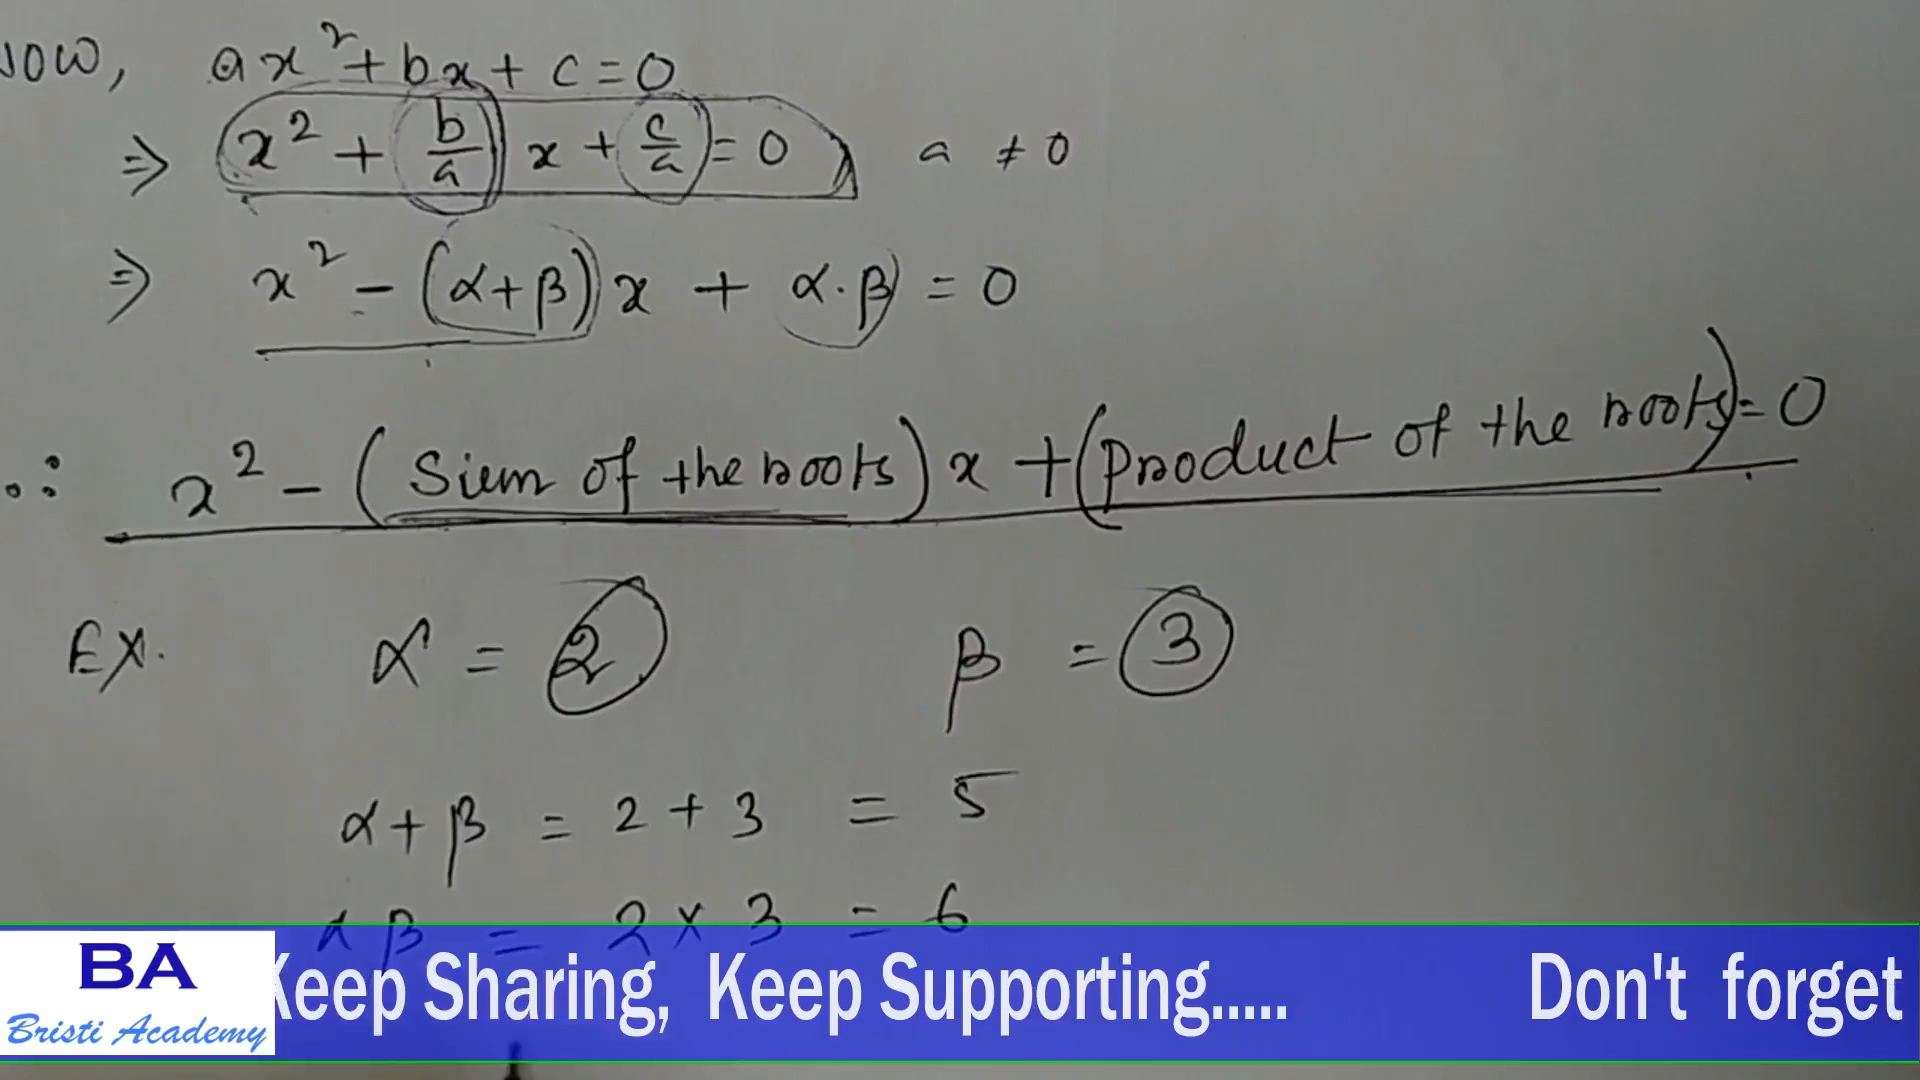 Now, ax² + bx + c = 0
⇒ x² + b/a x + c/a = 0 a ≠ 0
⇒ x² - (α+β) x + α·β = 0
∴ x² - (Sum of the roots) x + (product of the roots) = 0
Ex. α = 2 β = 3
α + β = 2 + 3 = 5
αβ = 2 × 3 = 6
BA
Bristi Academy
Keep Sharing, Keep Supporting..... Don't forget